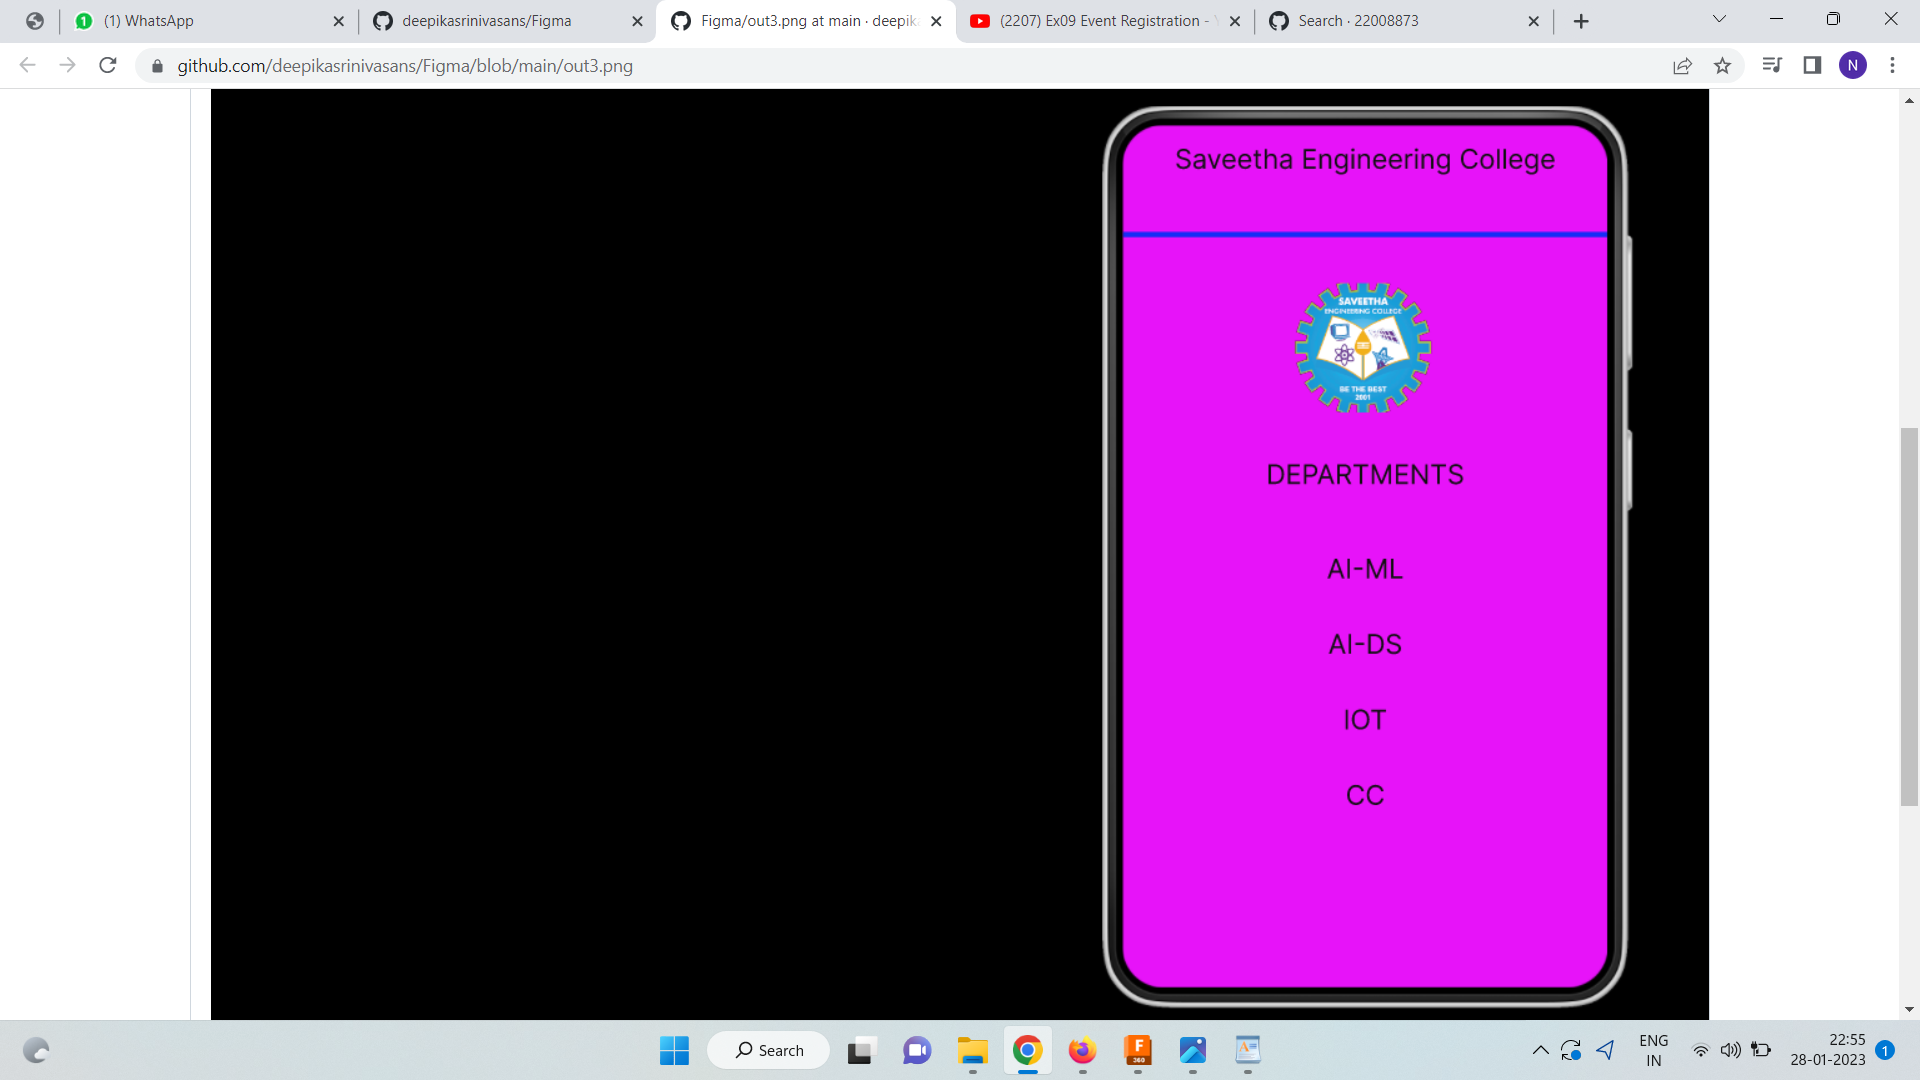 (1) WhatsApp
deepikasrinivasans/Figma
Figma/out3.png at main · deepik
(2207) Ex09 Event Registration -
Search · 22008873
github.com/deepikasrinivasans/Figma/blob/main/out3.png
N
Saveetha Engineering College
SAVEETHA
ENGINEERING COLLEGE
BE THE BEST
2001
DEPARTMENTS
AI-ML
AI-DS
IOT
CC
Search
F
360
ENG
IN
22:55
28-01-2023
1